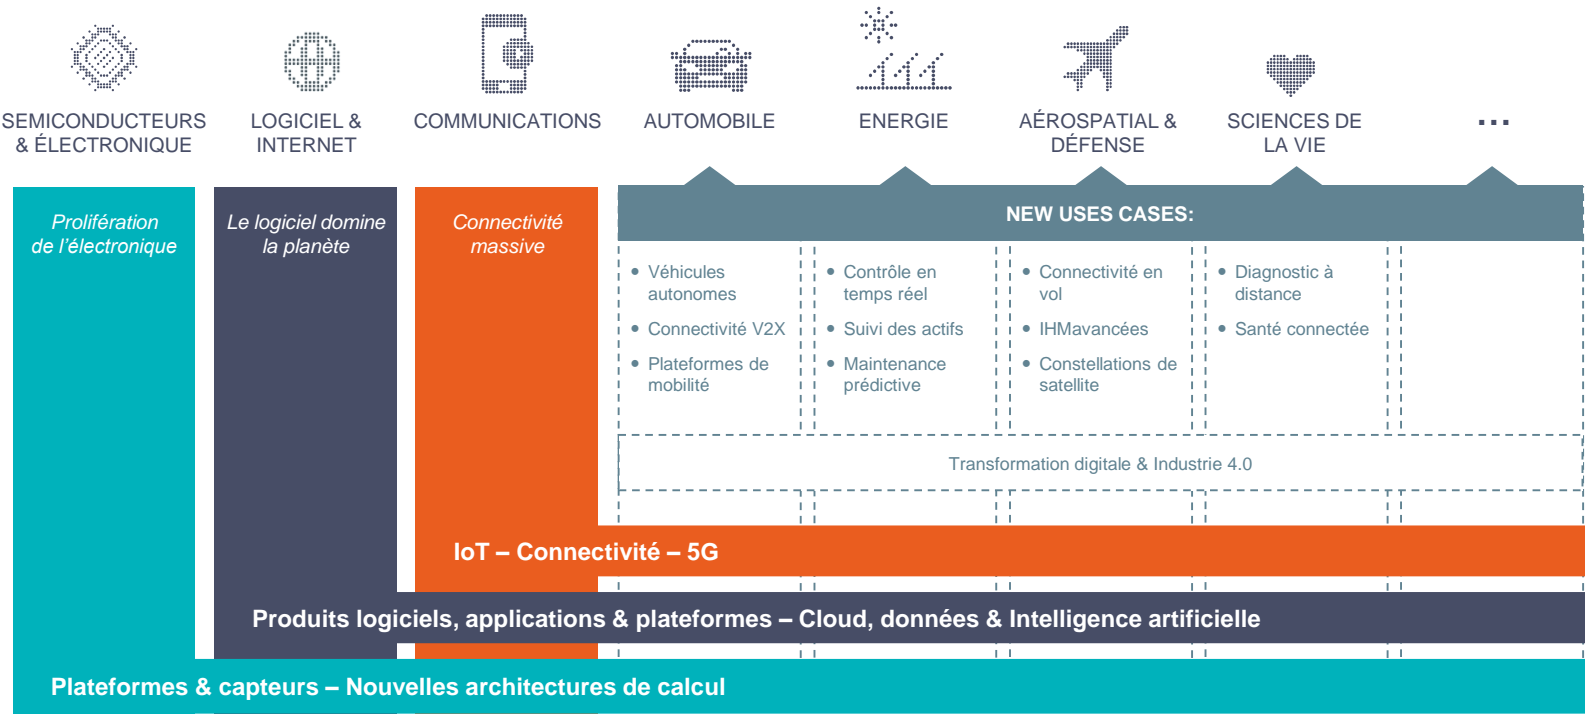 SEMICONDUCTEURS
& ÉLECTRONIQUE
LOGICIEL &
INTERNET
COMMUNICATIONS
AUTOMOBILE
ENERGIE
AÉROSPATIAL &
DÉFENSE
SCIENCES DE
LA VIE
...
Prolifération
de l'électronique
Le logiciel domine
la planète
Connectivité
massive
NEW USES CASES:
• Véhicules
autonomes
• Connectivité V2X
• Plateformes de
mobilité
• Contrôle en
temps réel
• Suivi des actifs
• Maintenance
prédictive
• Connectivité en
vol
• IHMavancées
• Constellations de
satellite
• Diagnostic à
distance
• Santé connectée
Transformation digitale & Industrie 4.0
IoT – Connectivité – 5G
Produits logiciels, applications & plateformes – Cloud, données & Intelligence artificielle
Plateformes & capteurs – Nouvelles architectures de calcul